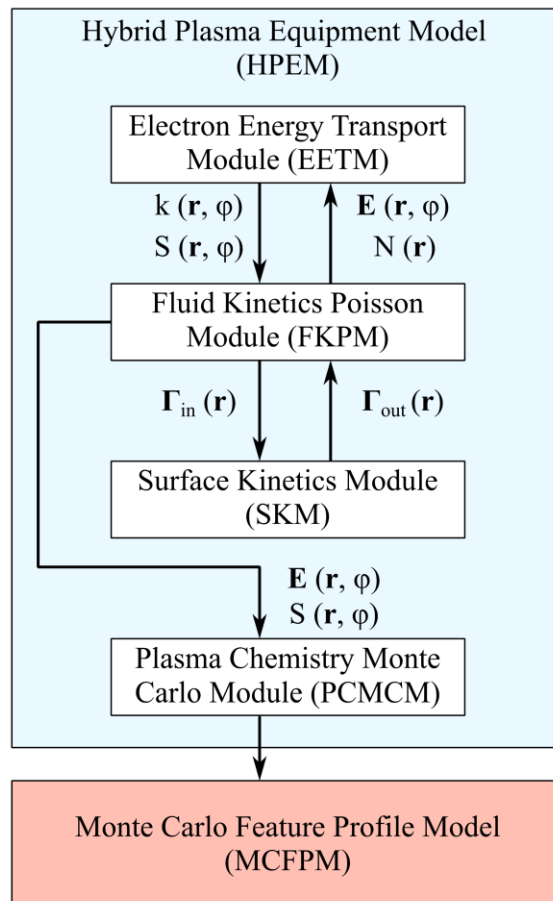 Hybrid Plasma Equipment Model
(HPEM)
Electron Energy Transport
Module (EETM)
k (r, φ)
S (r, φ)
E (r, φ)
N (r)
Fluid Kinetics Poisson
Module (FKPM)
Γin (r)
Γout (r)
Surface Kinetics Module
(SKM)
E (r, φ)
S (r, φ)
Plasma Chemistry Monte
Carlo Module (PCMCM)
Monte Carlo Feature Profile Model
(MCFPM)